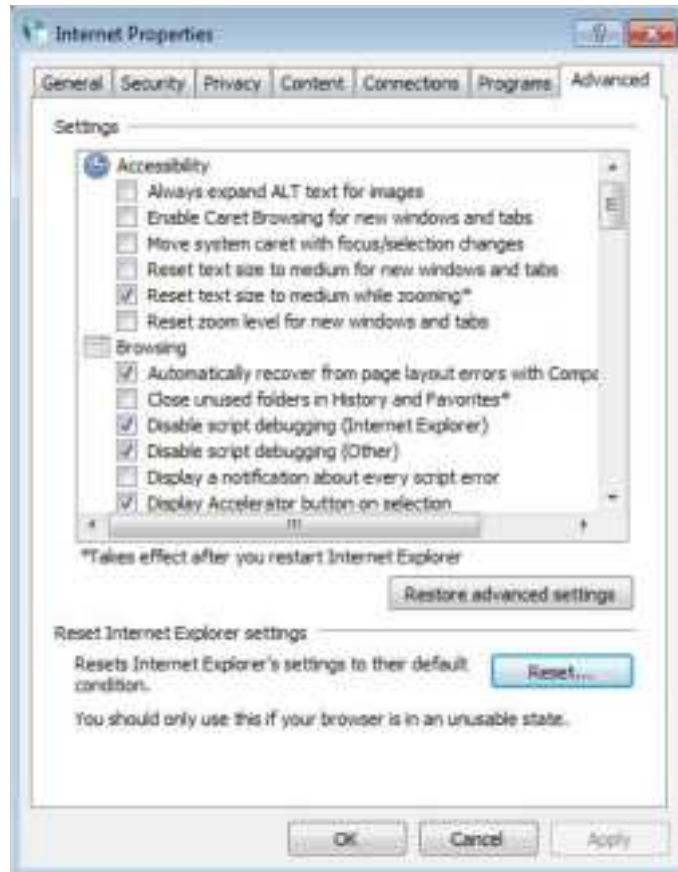 Internet Properties
General Security Privacy Content Connections Programs Advanced
Settings
Accessibility
Always expand ALT text for images
Enable Caret Browsing for new windows and tabs
Move system caret with focus/selection changes
Reset text size to medium for new windows and tabs
Reset text size to medium while zooming*
Reset zoom level for new windows and tabs
Browsing
Automatically recover from page layout errors with Compa
Close unused folders in History and Favorites*
Disable script debugging (Internet Explorer)
Disable script debugging (Other)
Display a notification about every script error
Display Accelerator button on selection
*Takes effect after you restart Internet Explorer
Restore advanced settings
Reset Internet Explorer settings
Resets Internet Explorer's settings to their default
condition.
Reset...
You should only use this if your browser is in an unusable state.
OK Cancel Apply